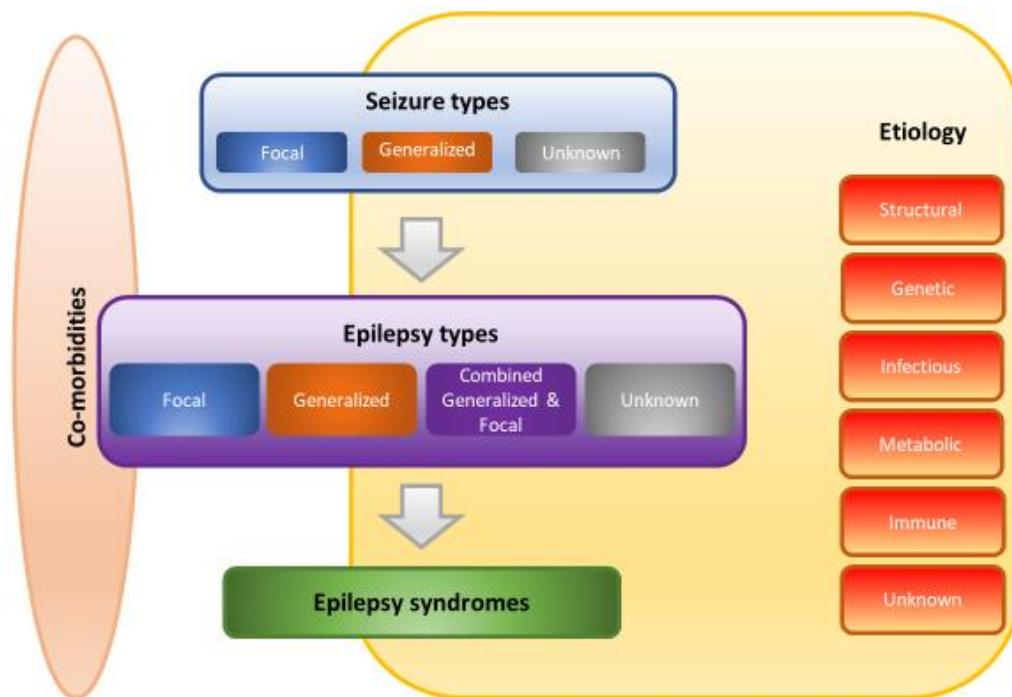 Seizure types
Focal
Generalized
Unknown
Etiology
Structural
Genetic
Infectious
Metabolic
Immune
Unknown
Co-morbidities
Epilepsy types
Focal
Generalized
Combined
Generalized &
Focal
Unknown
Epilepsy syndromes